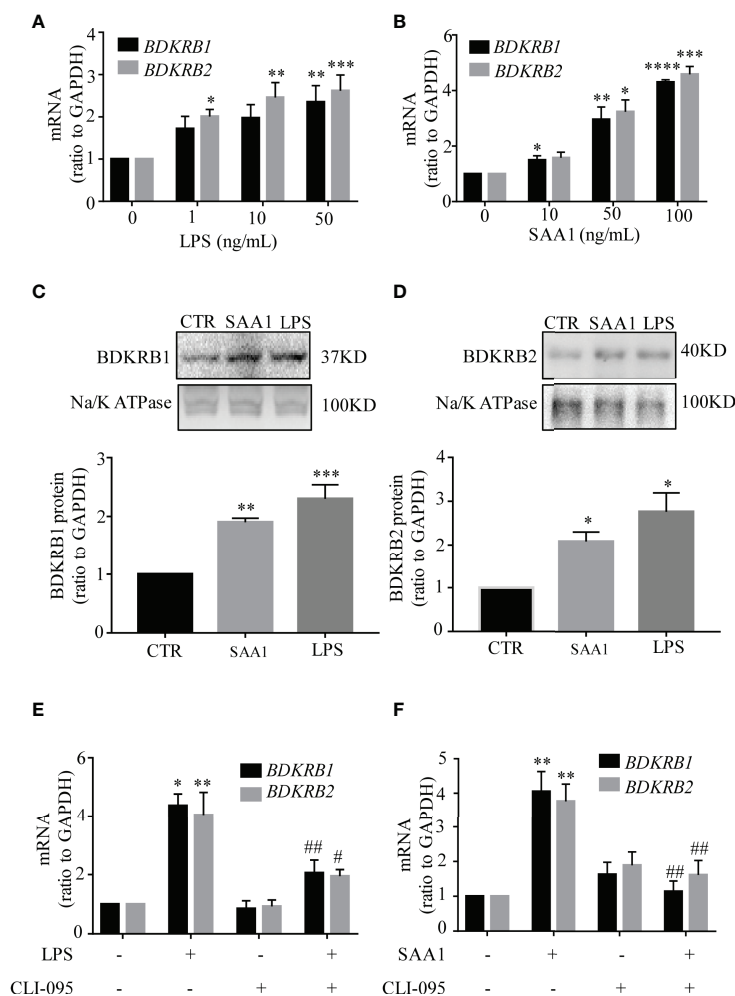 A
4
3
2
1
0
mRNA
(ratio to GAPDH)
BDKRB1
BDKRB2
*
**
** ***
0 1 10 50
LPS (ng/mL)
B
6
4
2
0
mRNA
(ratio to GAPDH)
BDKRB1
BDKRB2
*
** *
**** ***
0 10 50 100
SAA1 (ng/mL)
C
CTR SAA1 LPS
BDKRB1 37KD
Na/K ATPase 100KD
3
2
1
0
BDKRB1 protein
(ratio to GAPDH)
**
***
CTR SAA1 LPS
D
CTR SAA1 LPS
BDKRB2 40KD
Na/K ATPase 100KD
4
3
2
1
0
BDKRB2 protein
(ratio to GAPDH)
*
*
CTR SAA1 LPS
E
6
4
2
0
mRNA
(ratio to GAPDH)
BDKRB1
BDKRB2
* **
## #
LPS - + - +
CLI-095 - - + +
F
5
4
3
2
1
0
mRNA
(ratio to GAPDH)
BDKRB1
BDKRB2
** **
## ##
SAA1 - + - +
CLI-095 - - + +